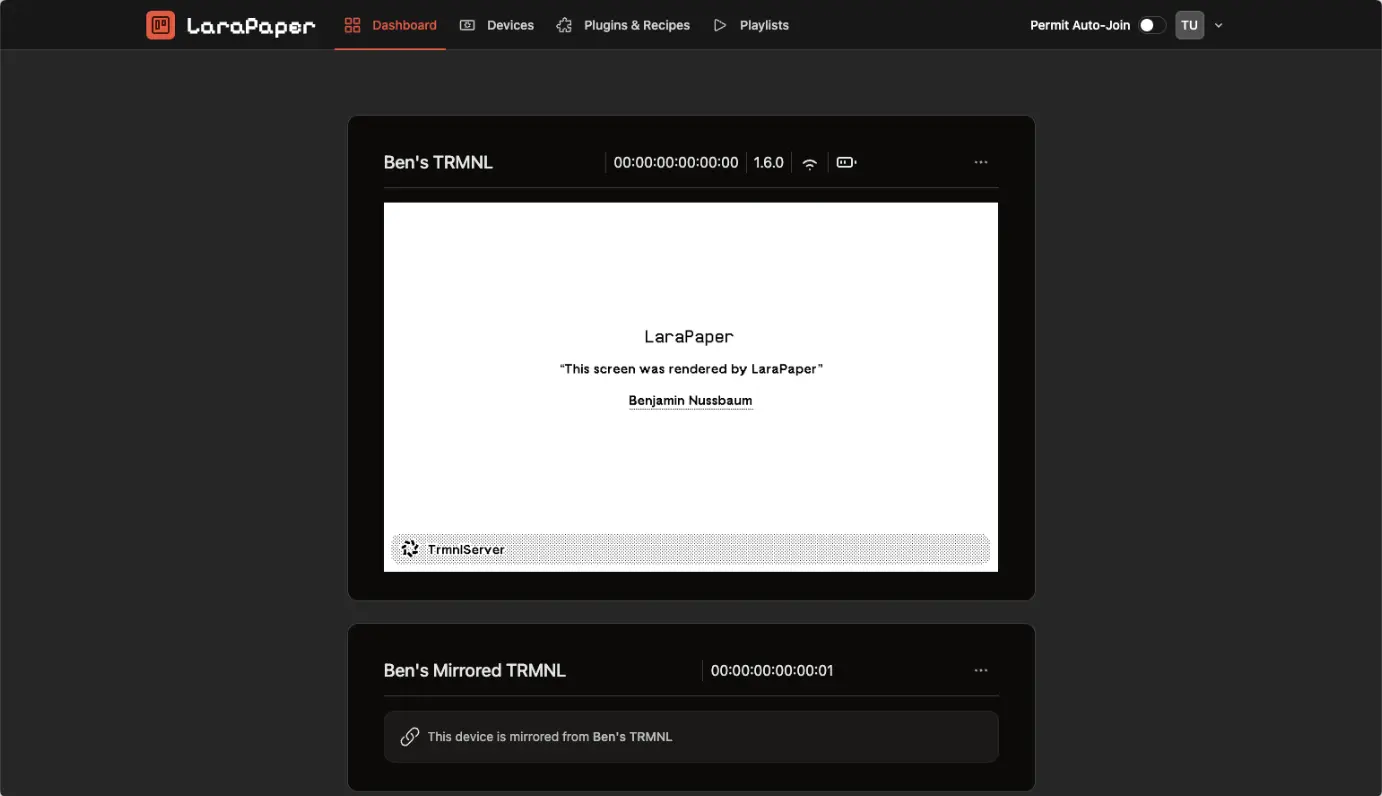 LaraPaper Dashboard Devices Plugins & Recipes Playlists Permit Auto-Join TU
Ben's TRMNL 00:00:00:00:00:00 1.6.0
LaraPaper
“This screen was rendered by LaraPaper”
Benjamin Nussbaum
TrmnlServer
Ben's Mirrored TRMNL 00:00:00:00:00:01
This device is mirrored from Ben's TRMNL